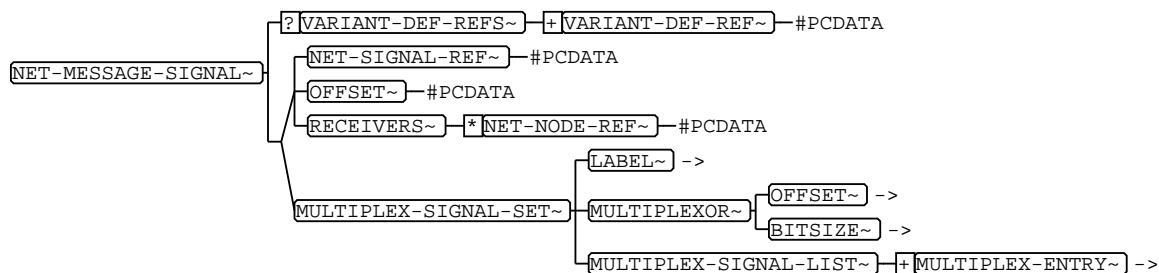 ? VARIANT-DEF-REFS~ + VARIANT-DEF-REF~ #PCDATA
NET-SIGNAL-REF~ #PCDATA
NET-MESSAGE-SIGNAL~
OFFSET~ #PCDATA
RECEIVERS~ * NET-NODE-REF~ #PCDATA
LABEL~ ->
OFFSET~ ->
MULTIPLEX-SIGNAL-SET~ MULTIPLEXOR~
BITSIZE~ ->
MULTIPLEX-SIGNAL-LIST~ + MULTIPLEX-ENTRY~ ->